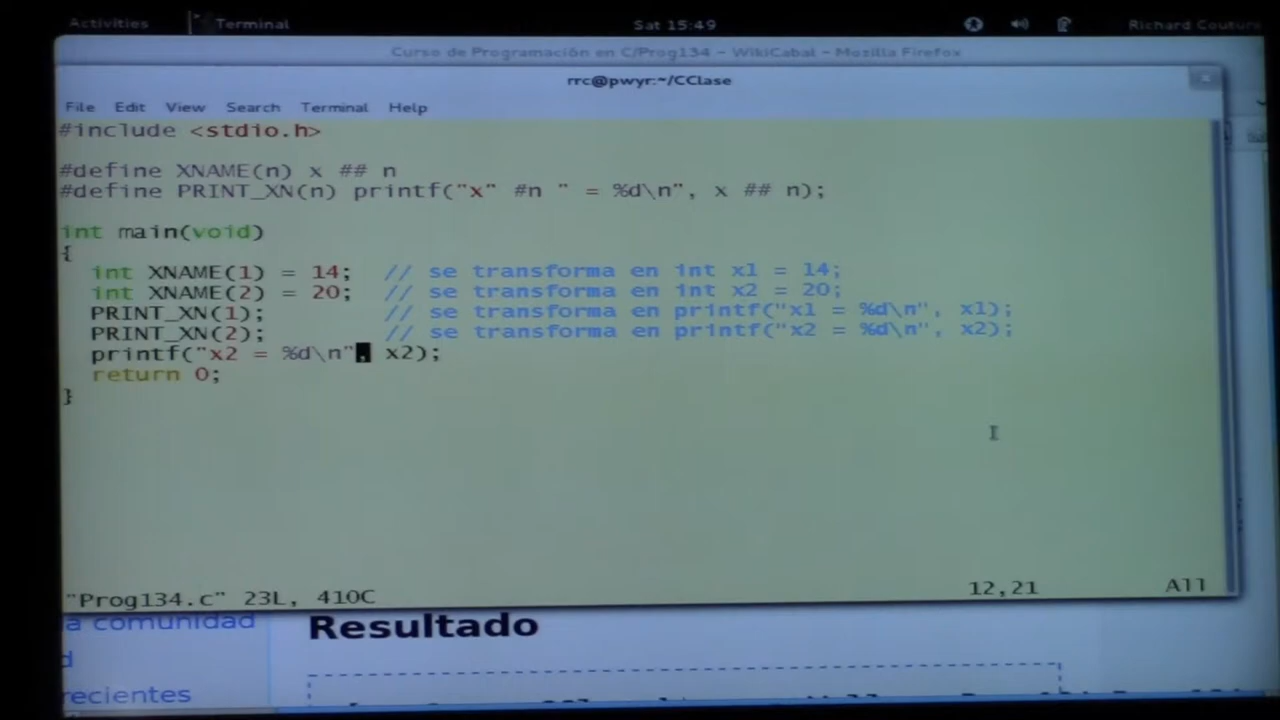 Activities Terminal Sat 15:49 Richard Couture
Curso de Programación en C/Prog134 - WikiCabal - Mozilla Firefox
rrc@pwyr:~/CClase
File Edit View Search Terminal Help
#include <stdio.h>
#define XNAME(n) x ## n
#define PRINT_XN(n) printf("x" #n " = %d\n", x ## n);
int main(void)
{
int XNAME(1) = 14; // se transforma en int x1 = 14;
int XNAME(2) = 20; // se transforma en int x2 = 20;
PRINT_XN(1); // se transforma en printf("x1 = %d\n", x1);
PRINT_XN(2); // se transforma en printf("x2 = %d\n", x2);
printf("x2 = %d\n", x2);
return 0;
}
"Prog134.c" 23L, 410C 12,21 All
a comunidad
d
recientes
Resultado